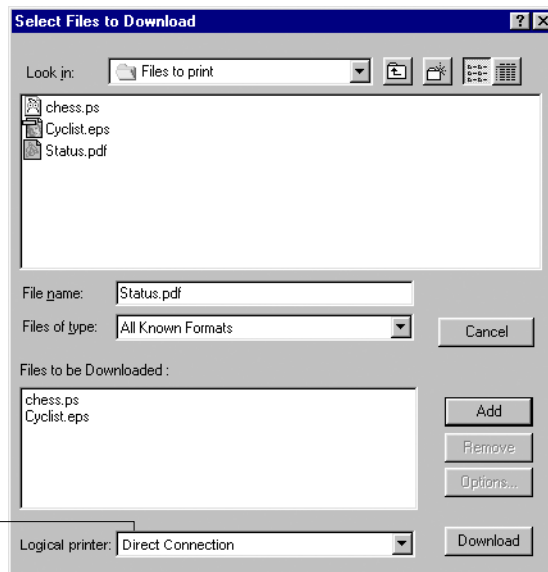 Select Files to Download
Look in: Files to print
chess.ps
Cyclist.eps
Status.pdf
File name: Status.pdf
Files of type: All Known Formats
Cancel
Files to be Downloaded :
chess.ps
Cyclist.eps
Add
Remove
Options...
Logical printer: Direct Connection
Download